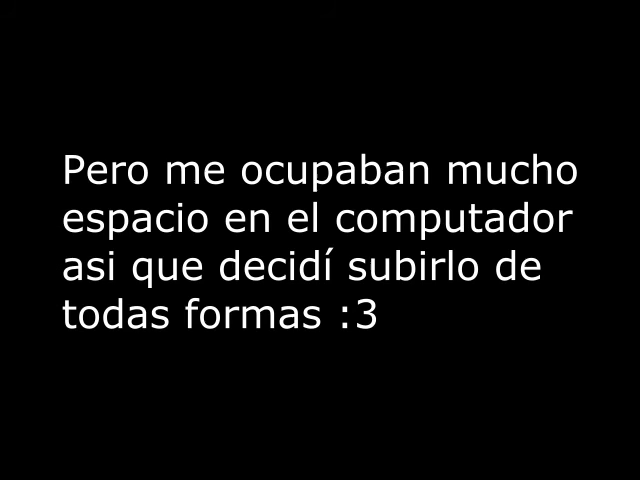 Pero me ocupaban mucho
espacio en el computador
asi que decidí subirlo de
todas formas :3